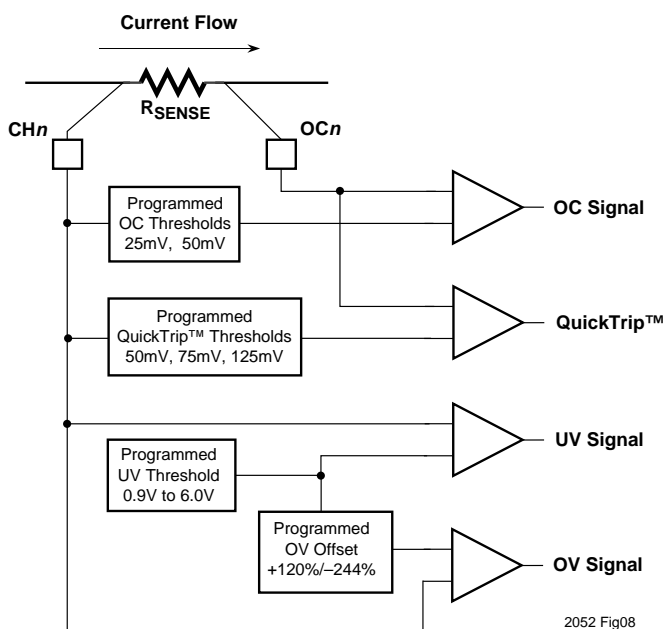 Current Flow
RSENSE
CHn
OCn
Programmed
OC Thresholds
25mV, 50mV
OC Signal
Programmed
QuickTrip™ Thresholds
50mV, 75mV, 125mV
QuickTrip™
UV Signal
Programmed
UV Threshold
0.9V to 6.0V
Programmed
OV Offset
+120%/–244%
OV Signal
2052 Fig08